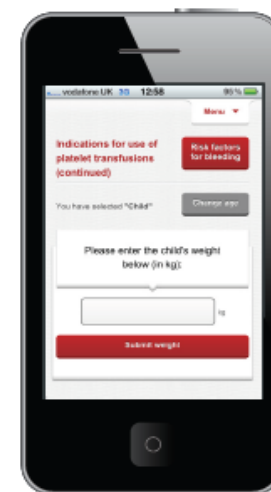 vodafone UK 3G 12:58 95%
Menu
Indications for use of
platelet transfusions
(continued)
Risk factors
for bleeding
You have selected "Child"
Change age
Please enter the child's weight
below (in kg):
kg
Submit weight